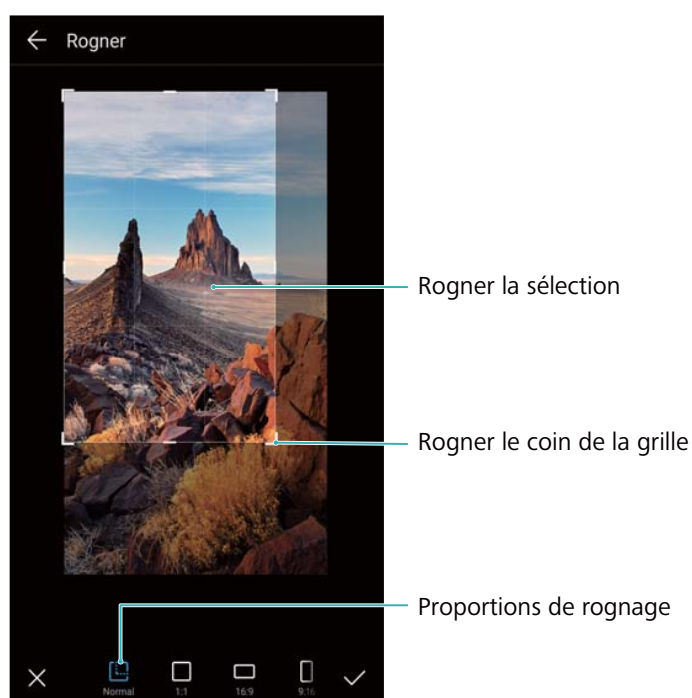 Rogner
Rogner la sélection
Rogner le coin de la grille
Proportions de rognage
Normal
1:1
16:9
9:16